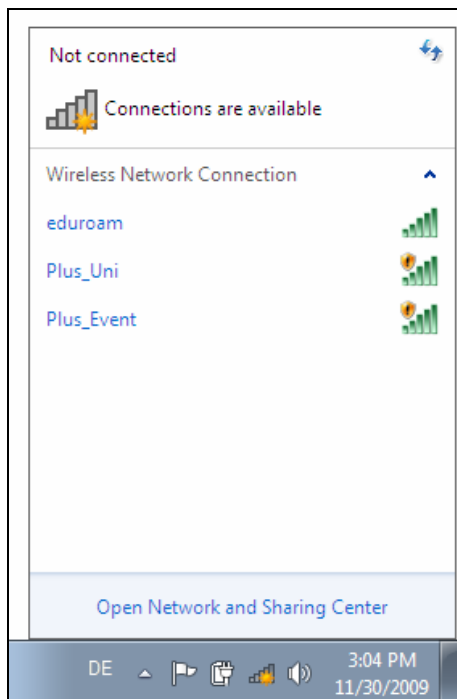 Not connected
Connections are available
Wireless Network Connection
eduroam
Plus_Uni
Plus_Event
Open Network and Sharing Center
DE
3:04 PM
11/30/2009